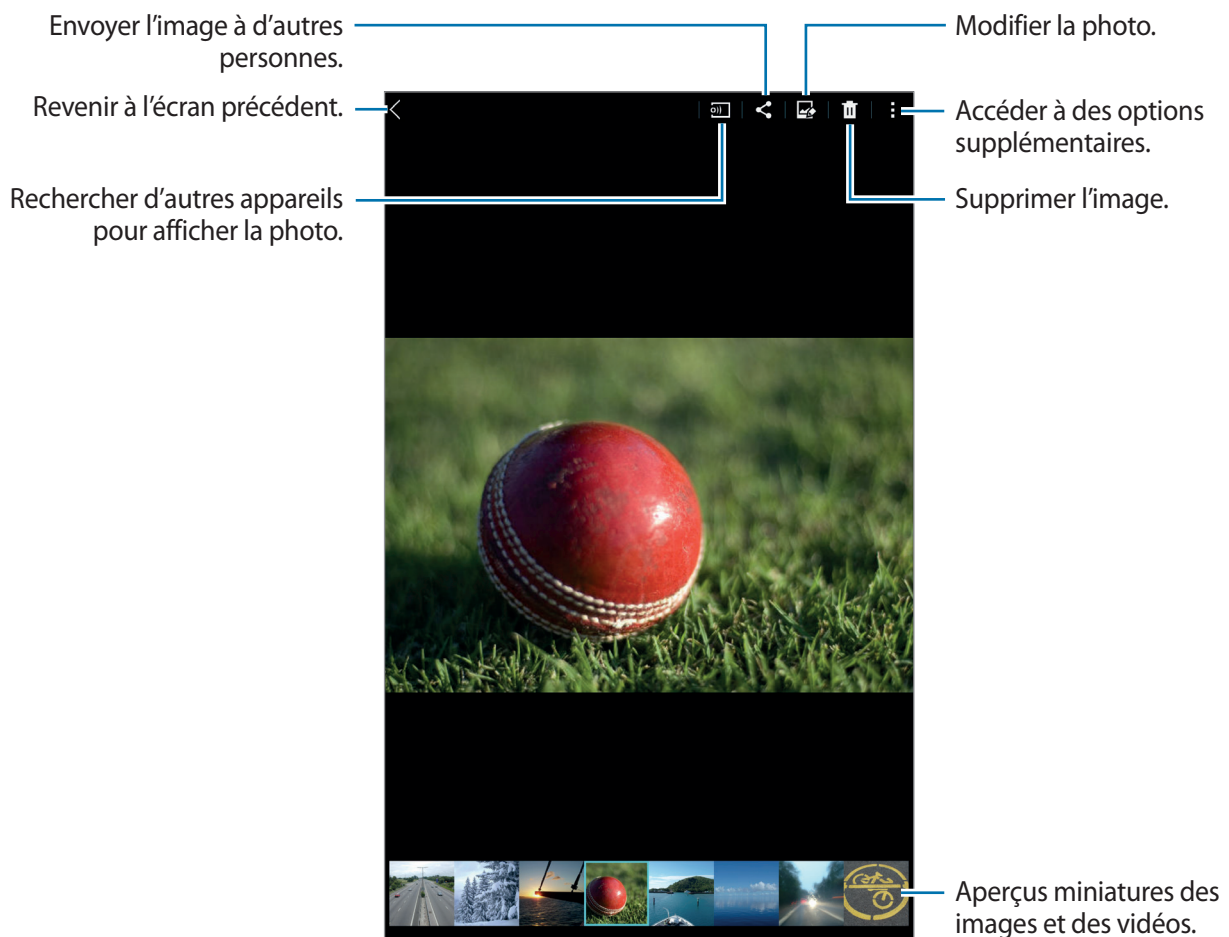 Envoyer l’image à d’autres
personnes.
Revenir à l’écran précédent.
Rechercher d’autres appareils
pour afficher la photo.
Modifier la photo.
Accéder à des options
supplémentaires.
Supprimer l’image.
Aperçus miniatures des
images et des vidéos.